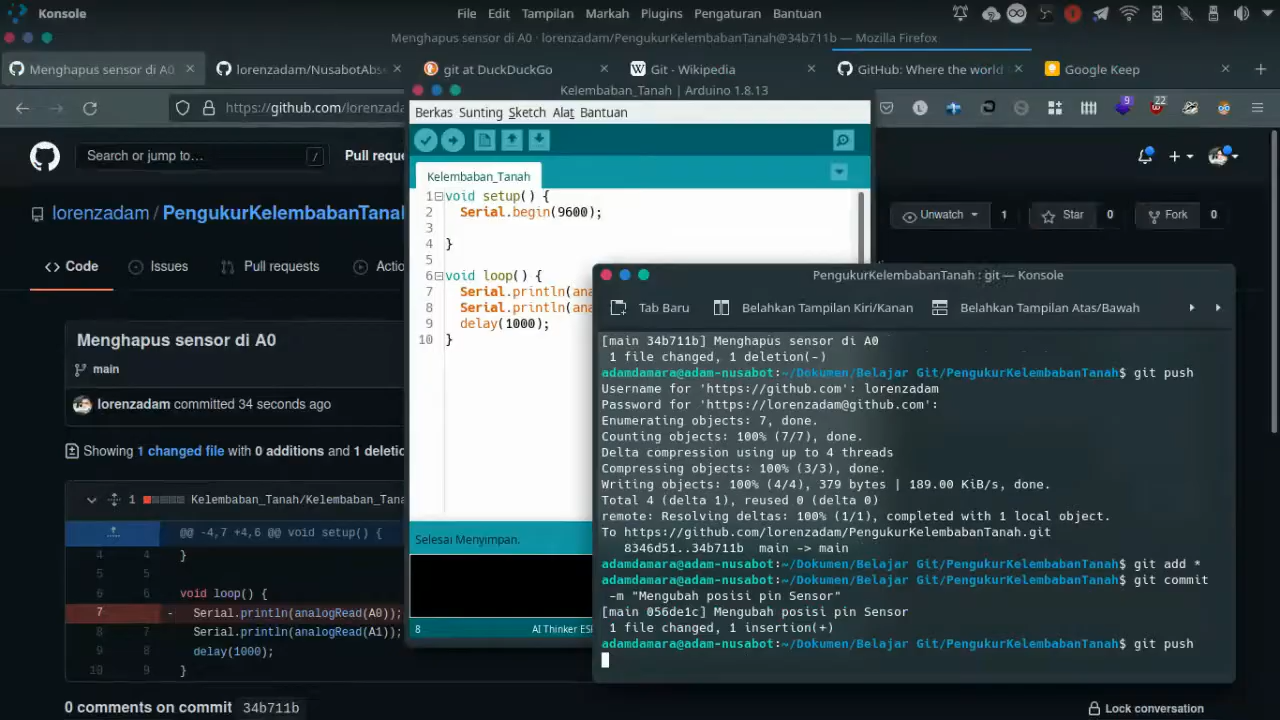 Konsole
File Edit Tampilan Markah Plugins Pengaturan Bantuan
Menghapus sensor di A0 · lorenzadam/PengukurKelembabanTanah@34b711b — Mozilla Firefox
Menghapus sensor di A0
lorenzadam/NusabotAbs
git at DuckDuckGo
Git - Wikipedia
GitHub: Where the world
Google Keep
https://github.com/lorenzada
9
22
Search or jump to…
/
Pull reque
lorenzadam / PengukurKelembabanTanah
Unwatch 1
Star 0
Fork 0
Code
Issues
Pull requests
Actio
Menghapus sensor di A0
main
lorenzadam committed 34 seconds ago
Showing 1 changed file with 0 additions and 1 deletio
1 Kelembaban_Tanah/Kelembaban_Tana
@@ -4,7 +4,6 @@ void setup() {
4 4 }
5 5
6 6 void loop() {
7 - Serial.println(analogRead(A0));
8 7 Serial.println(analogRead(A1));
9 8 delay(1000);
10 9 }
0 comments on commit 34b711b
Lock conversation
Kelembaban_Tanah | Arduino 1.8.13
Berkas Sunting Sketch Alat Bantuan
Kelembaban_Tanah
1 void setup() {
2 Serial.begin(9600);
3
4 }
5
6 void loop() {
7 Serial.println(ana
8 Serial.println(ana
9 delay(1000);
10 }
Selesai Menyimpan.
8
AI Thinker ES
PengukurKelembabanTanah : git — Konsole
Tab Baru
Belahkan Tampilan Kiri/Kanan
Belahkan Tampilan Atas/Bawah
[main 34b711b] Menghapus sensor di A0
1 file changed, 1 deletion(-)
adamdamara@adam-nusabot:~/Dokumen/Belajar Git/PengukurKelembabanTanah$ git push
Username for 'https://github.com': lorenzadam
Password for 'https://lorenzadam@github.com':
Enumerating objects: 7, done.
Counting objects: 100% (7/7), done.
Delta compression using up to 4 threads
Compressing objects: 100% (3/3), done.
Writing objects: 100% (4/4), 379 bytes | 189.00 KiB/s, done.
Total 4 (delta 1), reused 0 (delta 0)
remote: Resolving deltas: 100% (1/1), completed with 1 local object.
To https://github.com/lorenzadam/PengukurKelembabanTanah.git
8346d51..34b711b main -> main
adamdamara@adam-nusabot:~/Dokumen/Belajar Git/PengukurKelembabanTanah$ git add *
adamdamara@adam-nusabot:~/Dokumen/Belajar Git/PengukurKelembabanTanah$ git commit
-m "Mengubah posisi pin Sensor"
[main 056de1c] Mengubah posisi pin Sensor
1 file changed, 1 insertion(+)
adamdamara@adam-nusabot:~/Dokumen/Belajar Git/PengukurKelembabanTanah$ git push